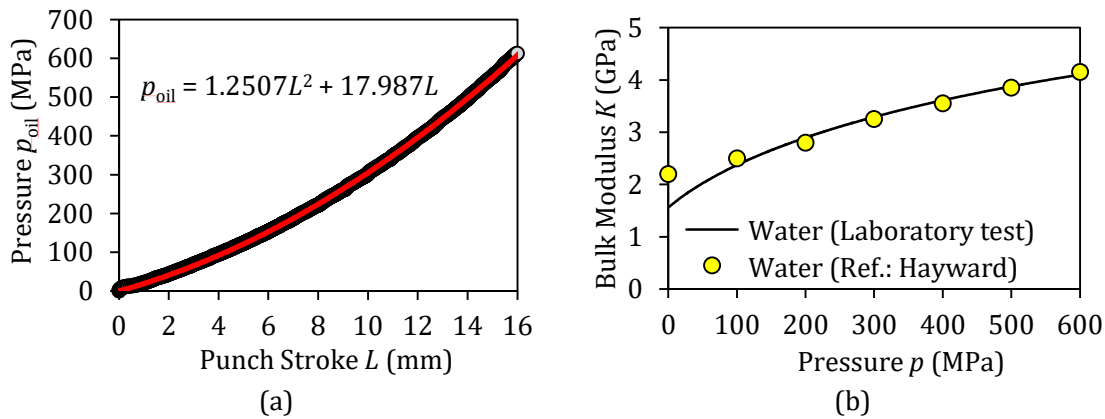 700
600
500
400
300
200
100
0
Pressure p_oil (MPa)
p_oil = 1.2507L² + 17.987L
0 2 4 6 8 10 12 14 16
Punch Stroke L (mm)
(a)
5
4
3
2
1
0
Bulk Modulus K (GPa)
Water (Laboratory test)
Water (Ref.: Hayward)
0 100 200 300 400 500 600
Pressure p (MPa)
(b)